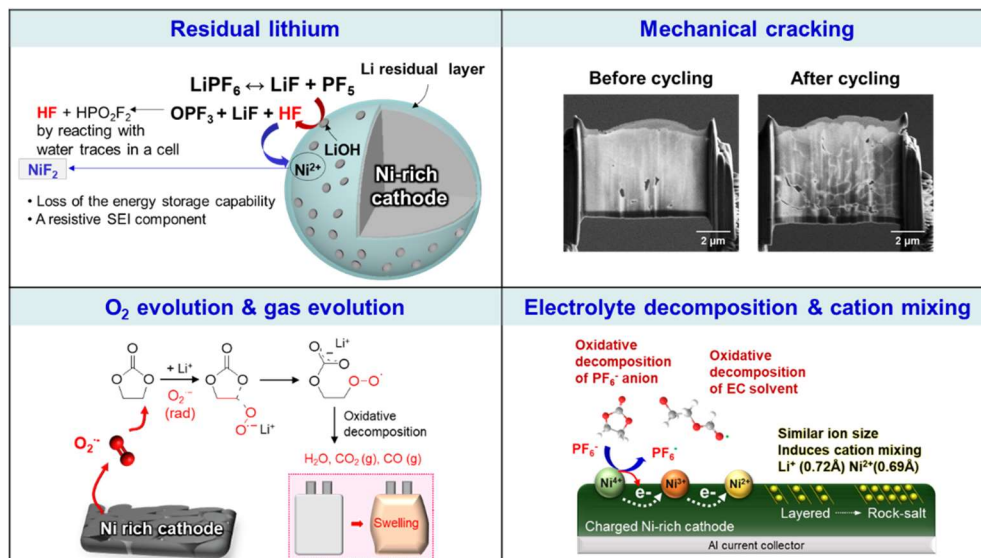 Residual lithium
Li residual layer
LiPF₆ ↔ LiF + PF₅
HF + HPO₂F₂
OPF₃ + LiF + HF
by reacting with
water traces in a cell
LiOH
NiF₂
Ni²⁺
Ni-rich
cathode
• Loss of the energy storage capability
• A resistive SEI component
Mechanical cracking
Before cycling
After cycling
2 µm
2 µm
O₂ evolution & gas evolution
O
O
O
+ Li⁺
O₂⁻•
(rad)
O
O
O
O
O
Li⁺
Li⁺
O
O
O
O–O•
Oxidative
decomposition
O₂⁻•
H₂O, CO₂ (g), CO (g)
Swelling
Ni rich cathode
Electrolyte decomposition & cation mixing
Oxidative
decomposition
of PF₆⁻ anion
Oxidative
decomposition
of EC solvent
PF₆⁻
PF₆•
Similar ion size
Induces cation mixing
Li⁺ (0.72Å) Ni²⁺(0.69Å)
Ni⁴⁺
e-
Ni³⁺
e-
Ni²⁺
Layered
Rock-salt
Charged Ni-rich cathode
Al current collector